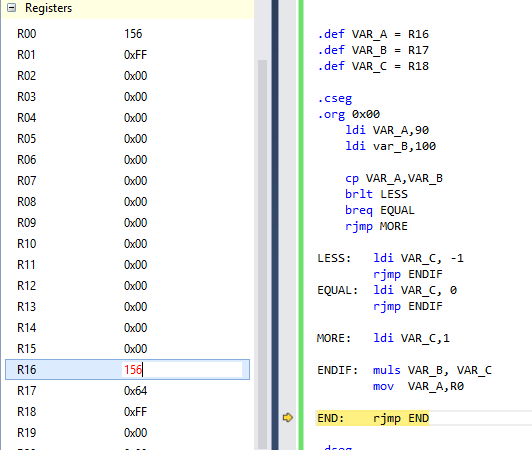 Registers
R00 156
R01 0xFF
R02 0x00
R03 0x00
R04 0x00
R05 0x00
R06 0x00
R07 0x00
R08 0x00
R09 0x00
R10 0x00
R11 0x00
R12 0x00
R13 0x00
R14 0x00
R15 0x00
R16 156
R17 0x64
R18 0xFF
R19 0x00
.def VAR_A = R16
.def VAR_B = R17
.def VAR_C = R18
.cseg
.org 0x00
ldi VAR_A,90
ldi var_B,100
cp VAR_A,VAR_B
brlt LESS
breq EQUAL
rjmp MORE
LESS: ldi VAR_C, -1
rjmp ENDIF
EQUAL: ldi VAR_C, 0
rjmp ENDIF
MORE: ldi VAR_C,1
ENDIF: muls VAR_B, VAR_C
mov VAR_A,R0
END: rjmp END
.dseg